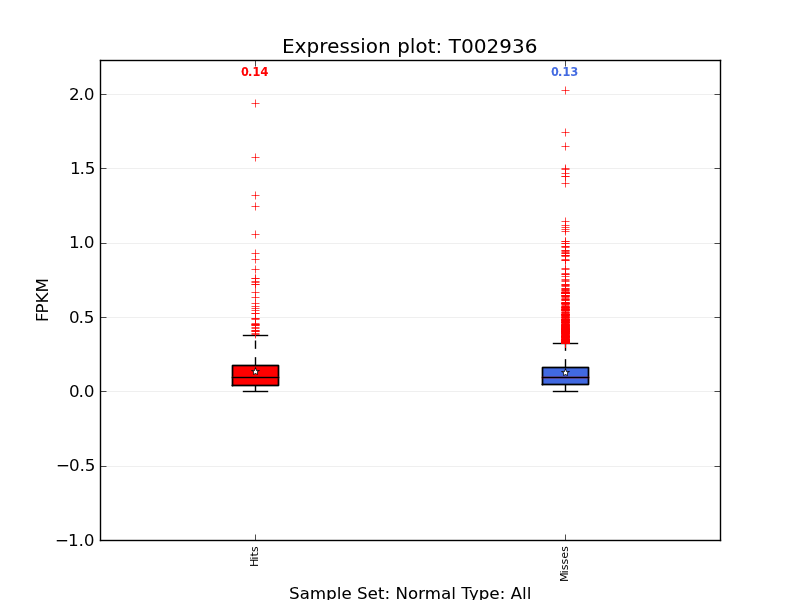 Expression plot: T002936
0.14
0.13
2.0
1.5
1.0
0.5
0.0
−0.5
−1.0
FPKM
Hits
Misses
Sample Set: Normal Type: All